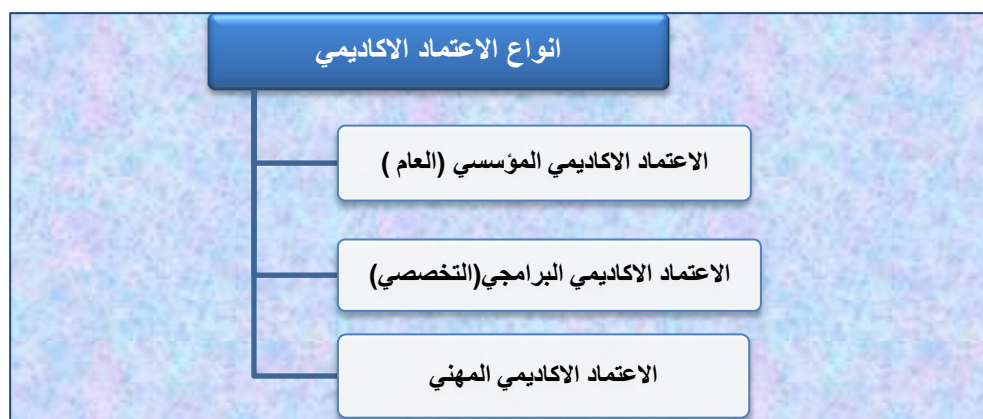 انواع الاعتماد الاكاديمي
الاعتماد الاكاديمي المؤسسي (العام )
الاعتماد الاكاديمي البرامجي(التخصصي)
الاعتماد الاكاديمي المهني